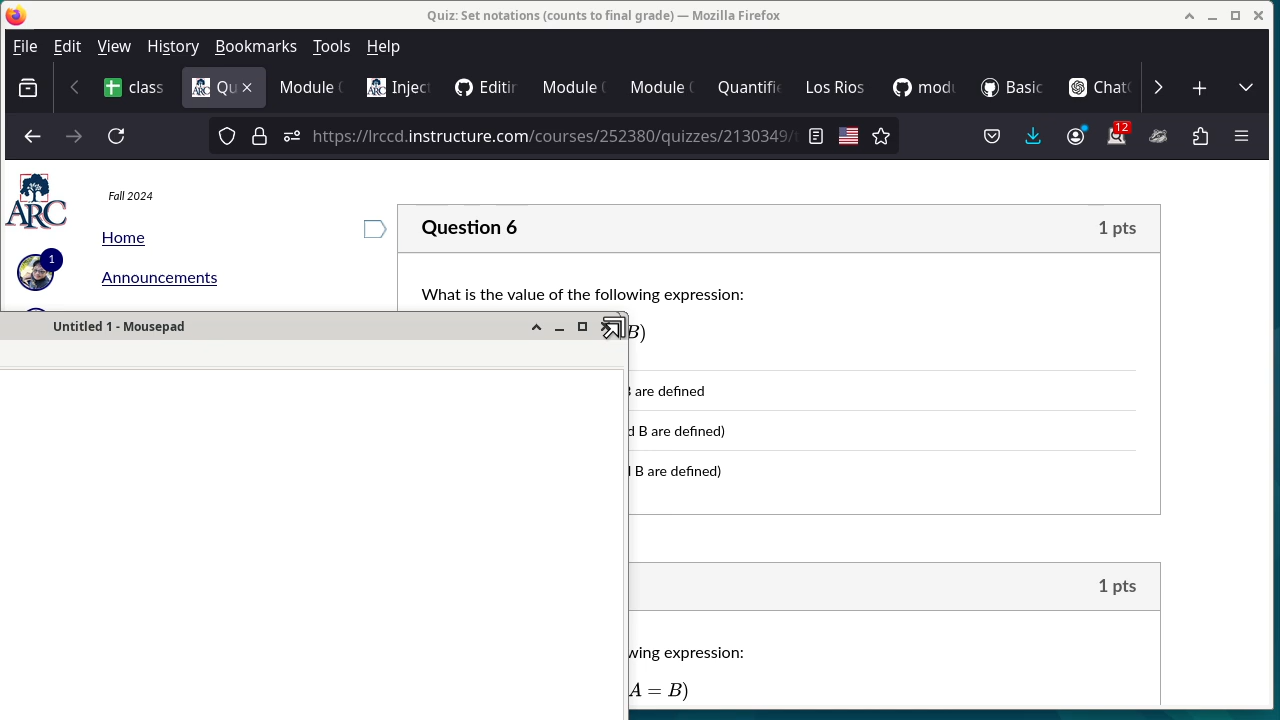 Quiz: Set notations (counts to final grade) — Mozilla Firefox
File Edit View History Bookmarks Tools Help
class Qu Module Inject Editin Module Module Quantifie Los Rios modu Basic Chat
https://lrccd.instructure.com/courses/252380/quizzes/2130349/ 12
ARC
Fall 2024
Home
1
Announcements
Question 6 1 pts
What is the value of the following expression:
Untitled 1 - Mousepad
B)
B are defined
d B are defined)
d B are defined)
1 pts
wing expression:
A = B)